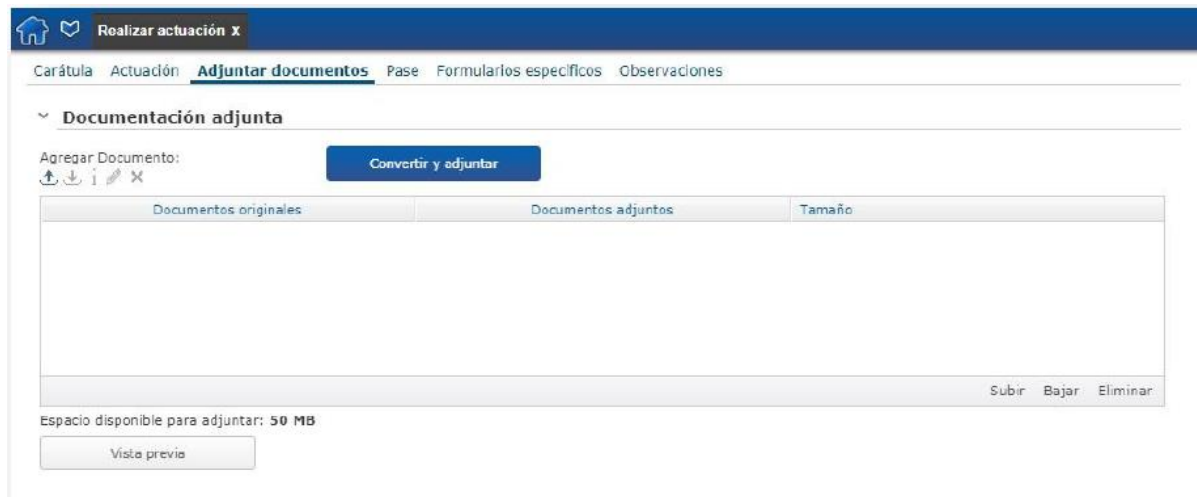 Realizar actuación X
Carátula Actuación Adjuntar documentos Pase Formularios específicos Observaciones
Documentación adjunta
Agregar Documento:
Convertir y adjuntar
Documentos originales Documentos adjuntos Tamaño
Subir Bajar Eliminar
Espacio disponible para adjuntar: 50 MB
Vista previa